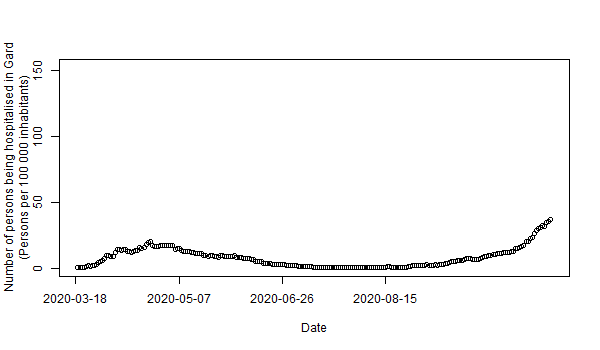 Number of persons being hospitalised in Gard
(Persons per 100 000 inhabitants)
150
100
50
0
2020-03-18 2020-05-07 2020-06-26 2020-08-15
Date